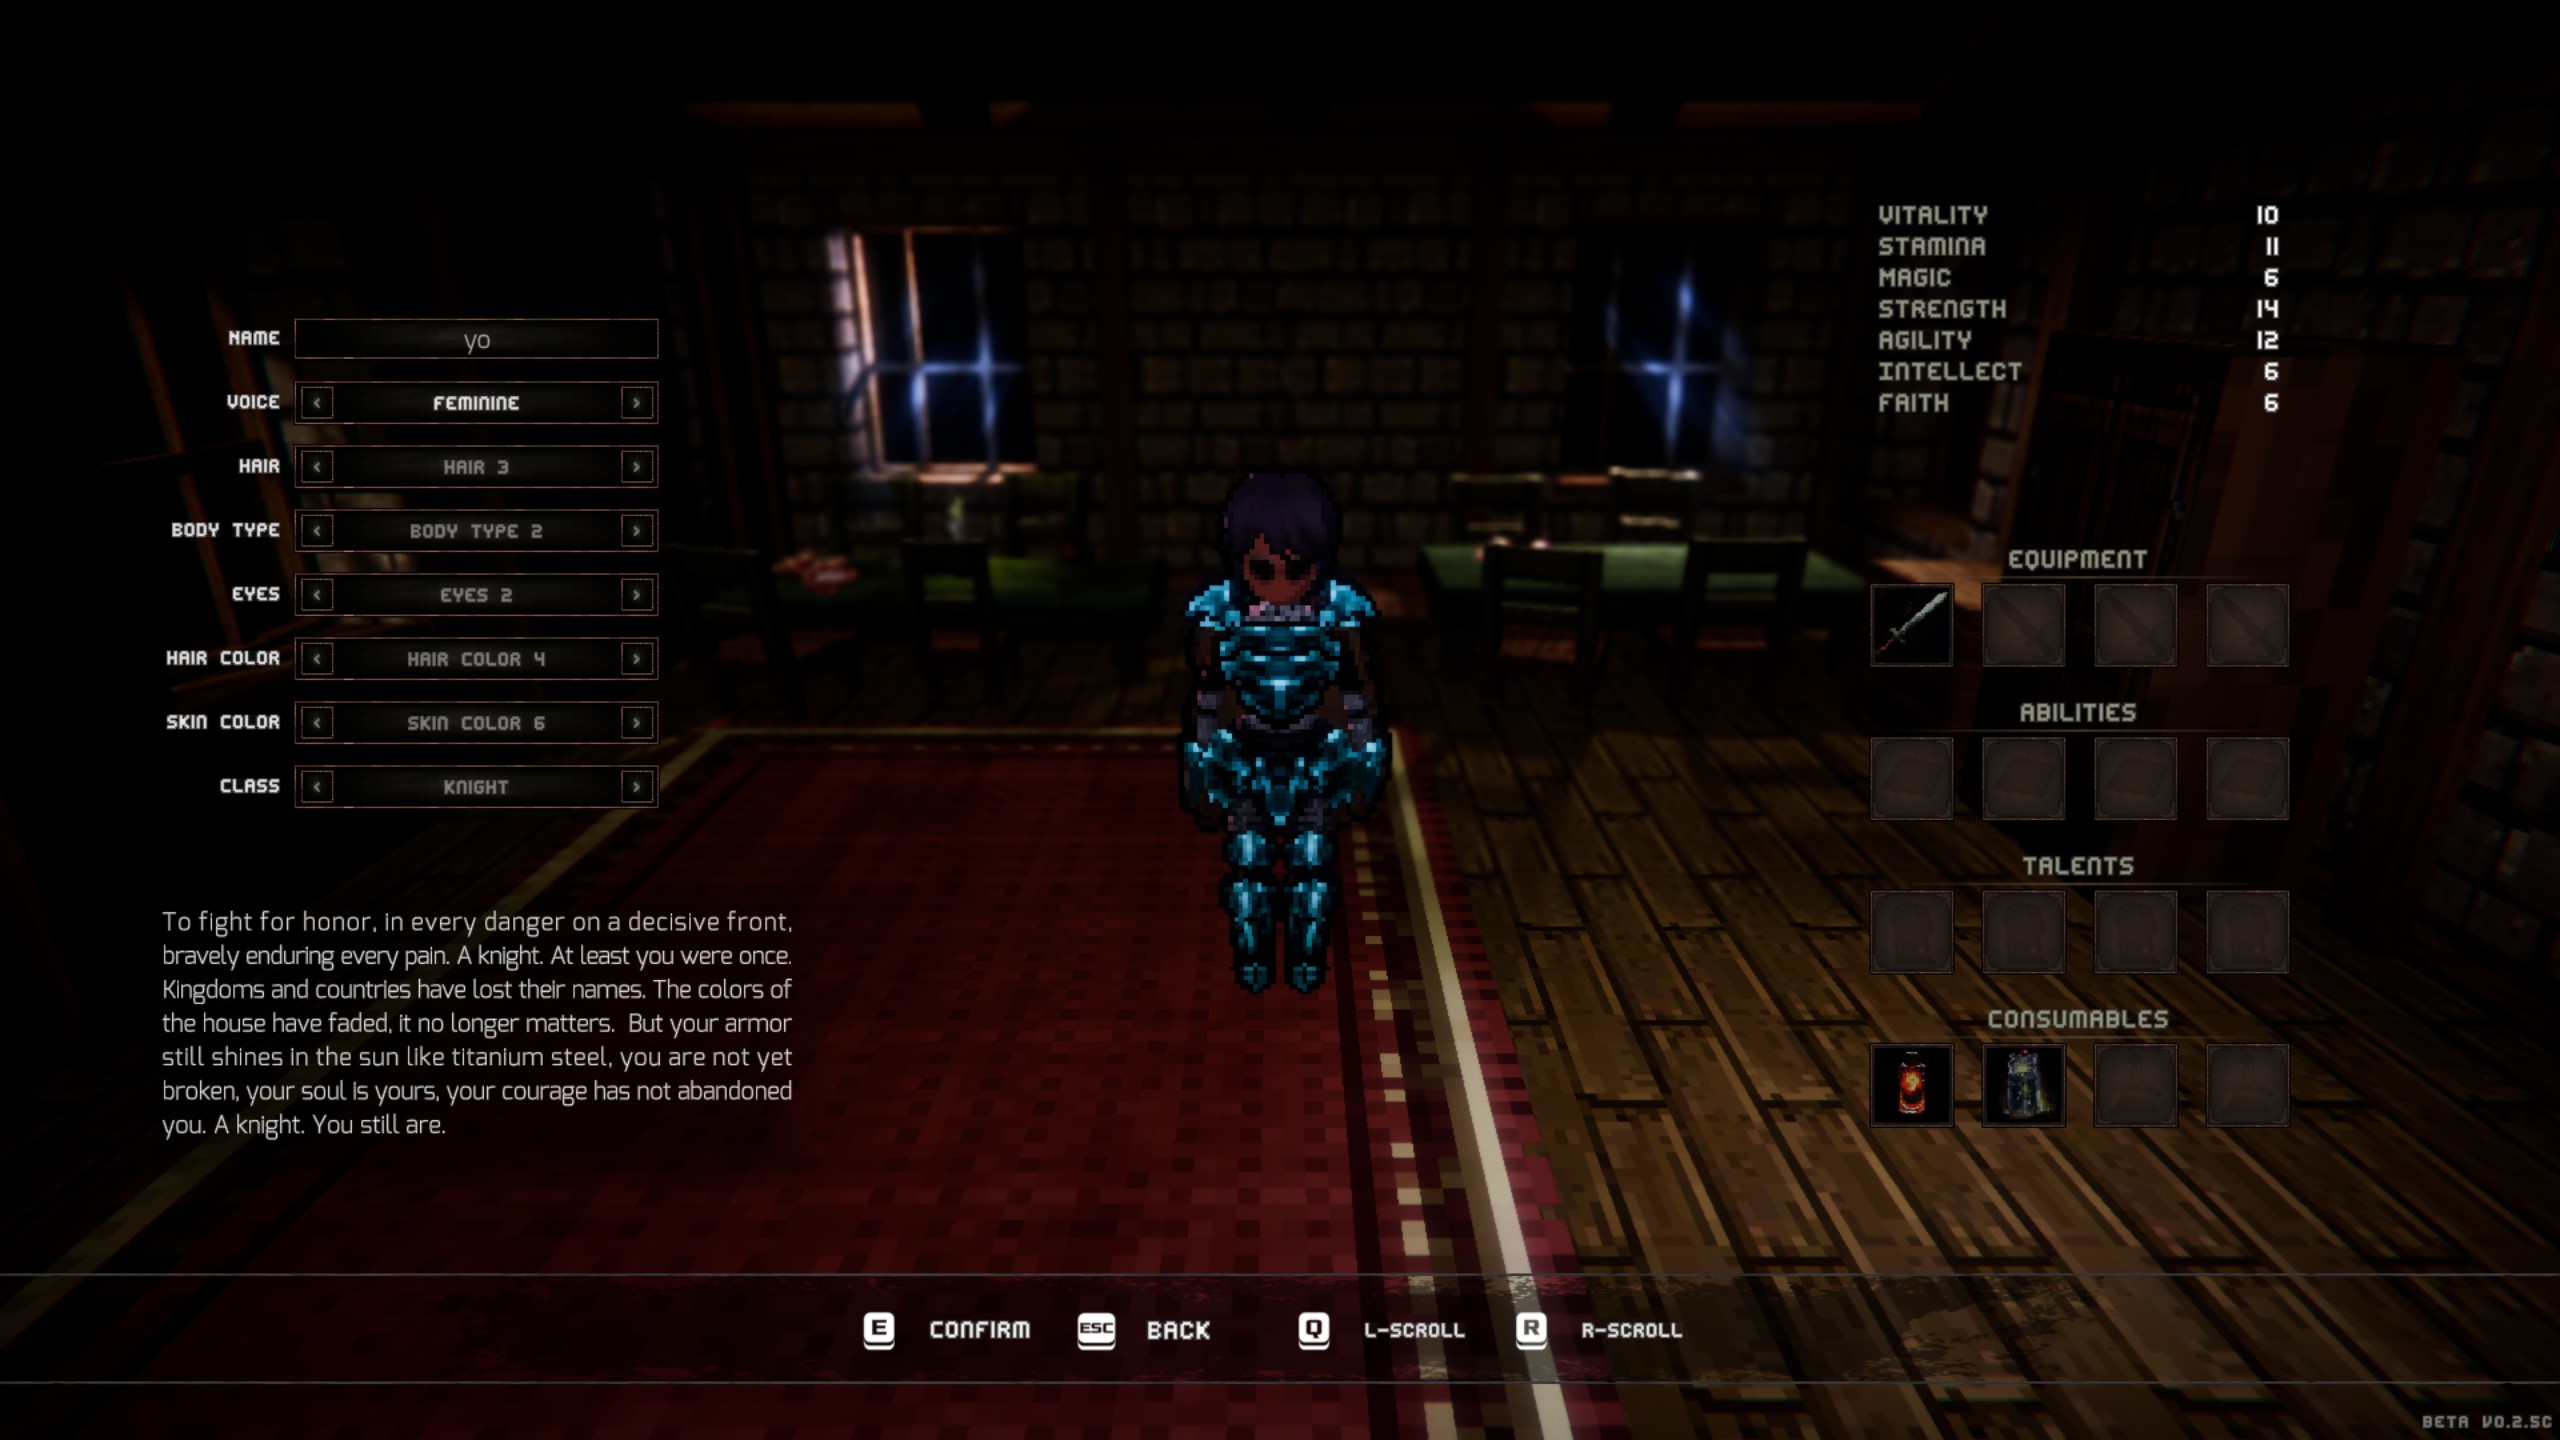 NAME yo
VOICE ‹ FEMININE ›
HAIR ‹ HAIR 3 ›
BODY TYPE ‹ BODY TYPE 2 ›
EYES ‹ EYES 2 ›
HAIR COLOR ‹ HAIR COLOR 4 ›
SKIN COLOR ‹ SKIN COLOR 6 ›
CLASS ‹ KNIGHT ›
To fight for honor, in every danger on a decisive front,
bravely enduring every pain. A knight. At least you were once.
Kingdoms and countries have lost their names. The colors of
the house have faded, it no longer matters.  But your armor
still shines in the sun like titanium steel, you are not yet
broken, your soul is yours, your courage has not abandoned
you. A knight. You still are.
VITALITY 10
STAMINA 11
MAGIC 6
STRENGTH 14
AGILITY 12
INTELLECT 6
FAITH 6
EQUIPMENT
ABILITIES
TALENTS
CONSUMABLES
E CONFIRM ESC BACK Q L-SCROLL R R-SCROLL
BETA V0.2.5C